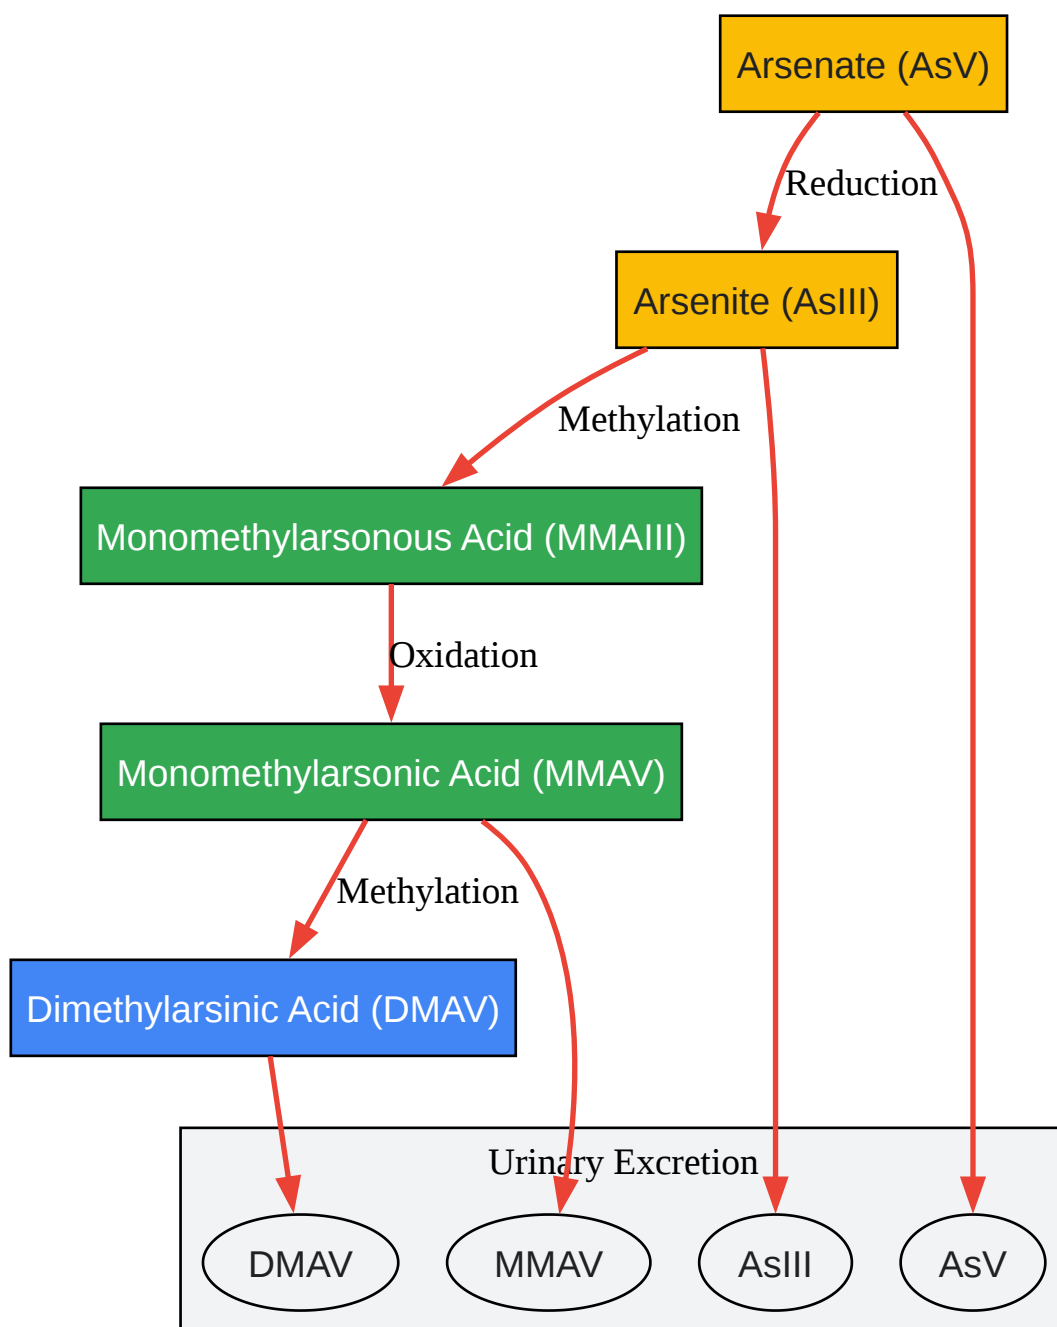 Arsenate (AsV)
Reduction
Arsenite (AsIII)
Methylation
Monomethylarsonous Acid (MMAIII)
Oxidation
Monomethylarsonic Acid (MMAV)
Methylation
Dimethylarsinic Acid (DMAV)
Urinary Excretion
DMAV
MMAV
AsIII
AsV